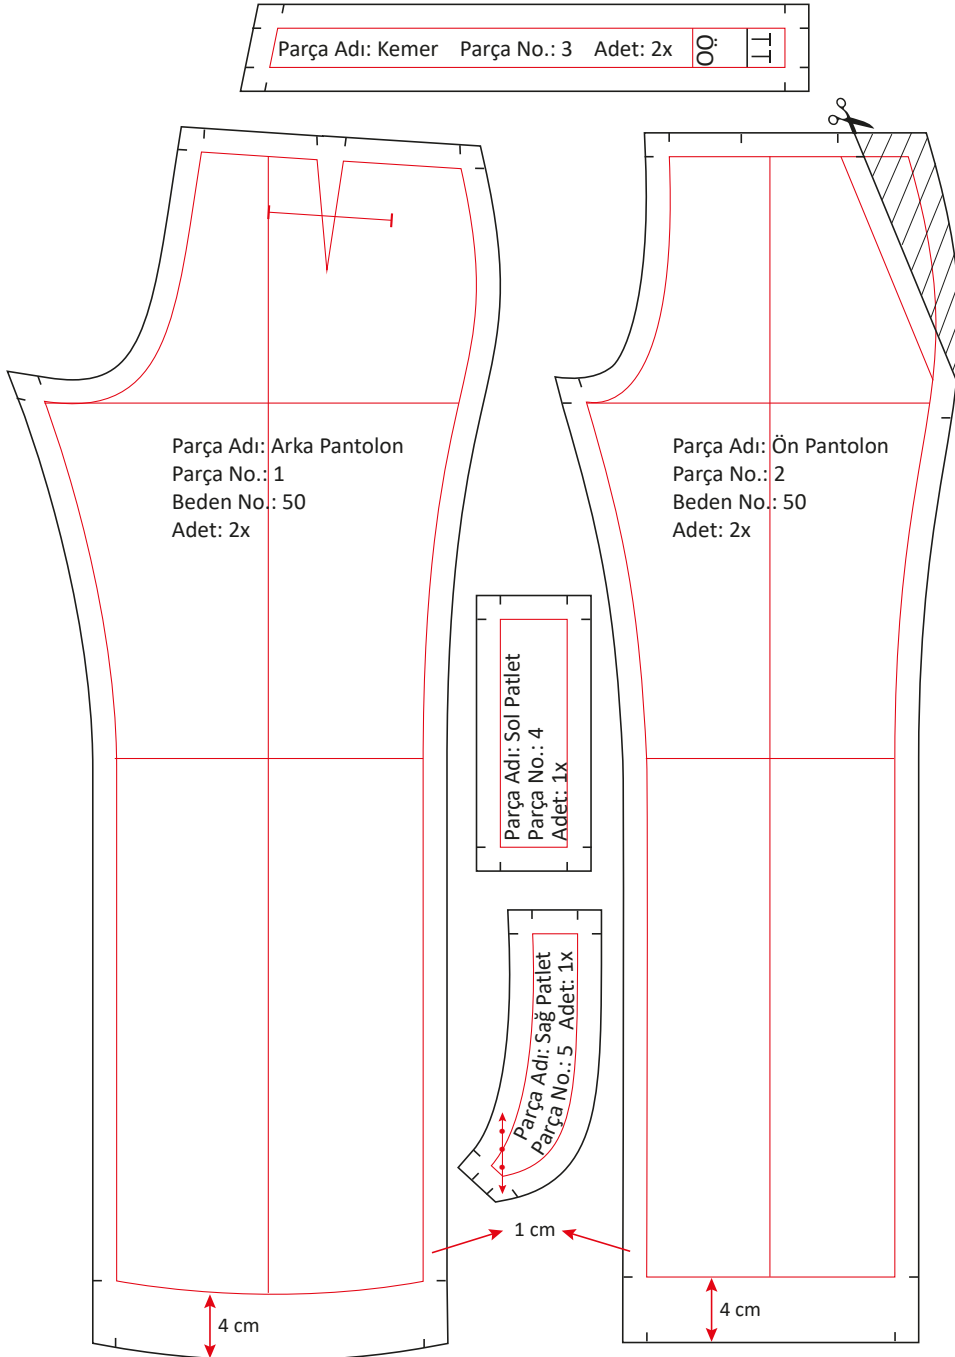 Parça Adı: Kemer Parça No.: 3 Adet: 2x ÖO TT
Parça Adı: Arka Pantolon
Parça No.: 1
Beden No.: 50
Adet: 2x
Parça Adı: Ön Pantolon
Parça No.: 2
Beden No.: 50
Adet: 2x
Parça Adı: Sol Patlet
Parça No.: 4
Adet: 1x
Parça Adı: Sağ Patlet
Parça No.: 5 Adet: 1x
1 cm
4 cm
4 cm